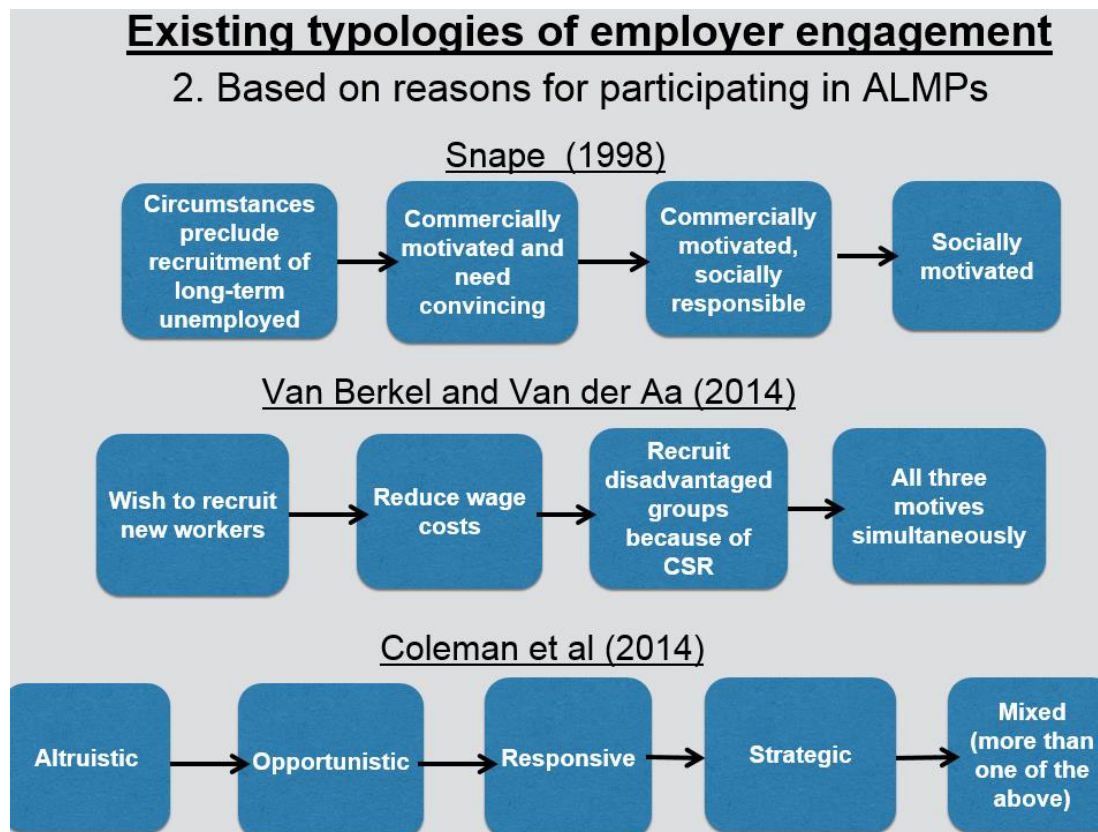 Existing typologies of employer engagement
2. Based on reasons for participating in ALMPs
Snape (1998)
Circumstances
preclude
recruitment of
long-term
unemployed
Commercially
motivated and
need
convincing
Commercially
motivated,
socially
responsible
Socially
motivated
Van Berkel and Van der Aa (2014)
Wish to recruit
new workers
Reduce wage
costs
Recruit
disadvantaged
groups
because of
CSR
All three
motives
simultaneously
Coleman et al (2014)
Altruistic
Opportunistic
Responsive
Strategic
Mixed
(more than
one of the
above)